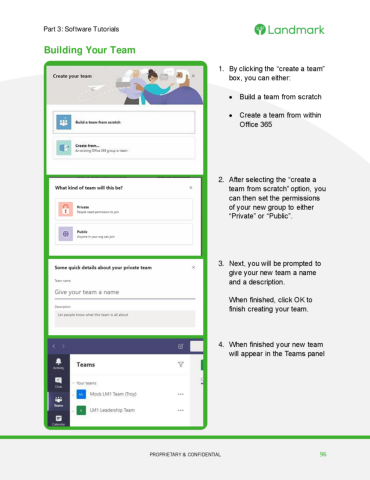 Part 3: Software Tutorials
Landmark
Building Your Team
Create your team
Build a team from scratch
Create from...
An existing Office 365 group or team
1. By clicking the “create a team”
box, you can either:
• Build a team from scratch
• Create a team from within
Office 365
What kind of team will this be?
Private
People need permission to join
Public
Anyone in your org can join
2. After selecting the “create a
team from scratch” option, you
can then set the permissions
of your new group to either
“Private” or “Public”.
Some quick details about your private team
Team name
Give your team a name
Description
Let people know what this team is all about
3. Next, you will be prompted to
give your new team a name
and a description.
When finished, click OK to
finish creating your team.
Activity
Chat
Teams
Calendar
Teams
Your teams
Mock LM1 Team (Troy)
LM1 Leadership Team
4. When finished your new team
will appear in the Teams panel
PROPRIETARY & CONFIDENTIAL
96